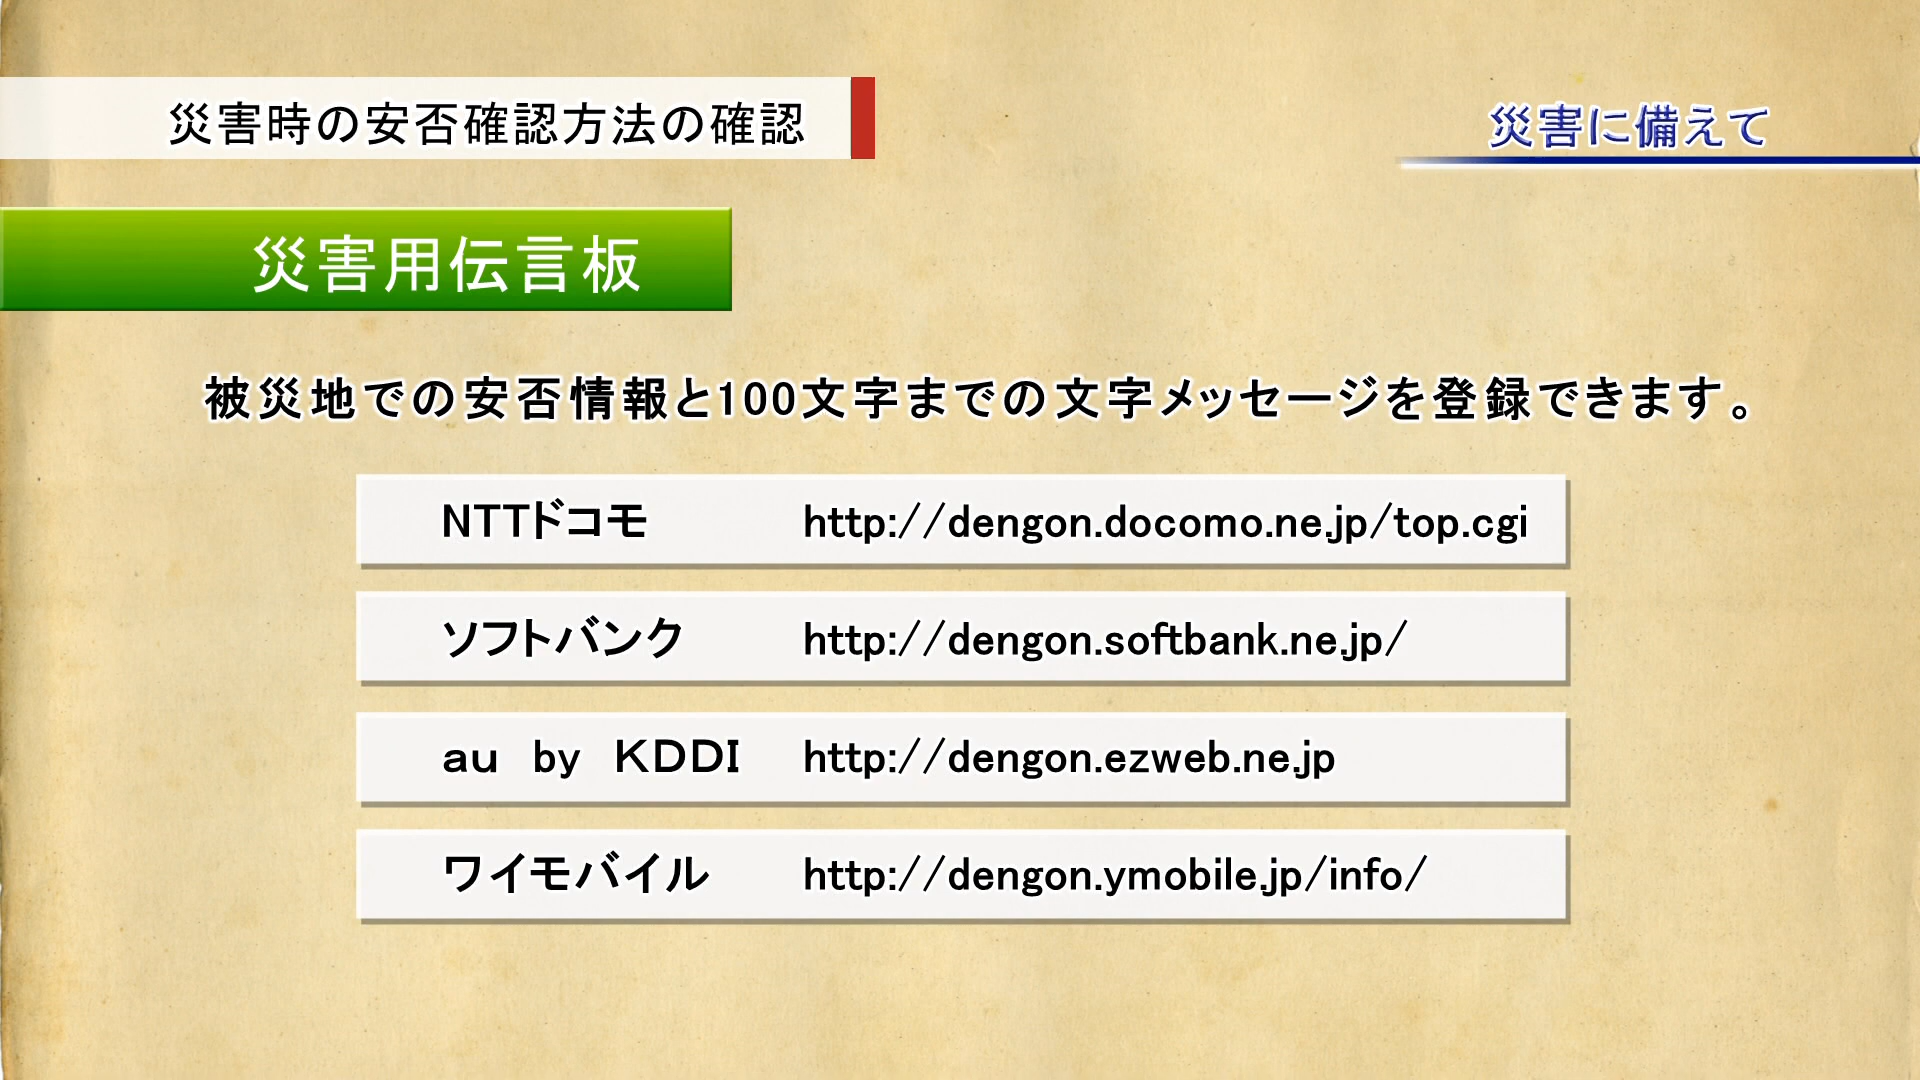 災害時の安否確認方法の確認
災害に備えて
災害用伝言板
被災地での安否情報と100文字までの文字メッセージを登録できます。
NTTドコモ http://dengon.docomo.ne.jp/top.cgi
ソフトバンク http://dengon.softbank.ne.jp/
au by KDDI http://dengon.ezweb.ne.jp
ワイモバイル http://dengon.ymobile.jp/info/